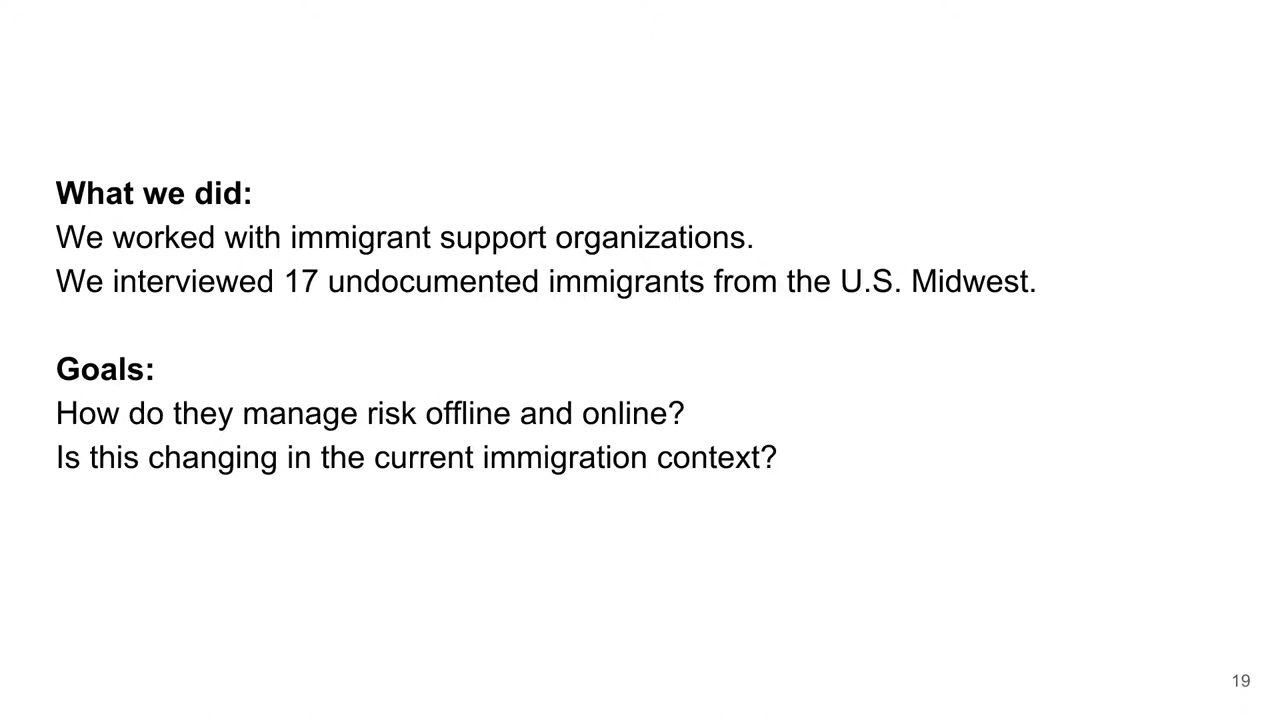 What we did:
We worked with immigrant support organizations.
We interviewed 17 undocumented immigrants from the U.S. Midwest.
Goals:
How do they manage risk offline and online?
Is this changing in the current immigration context?
19